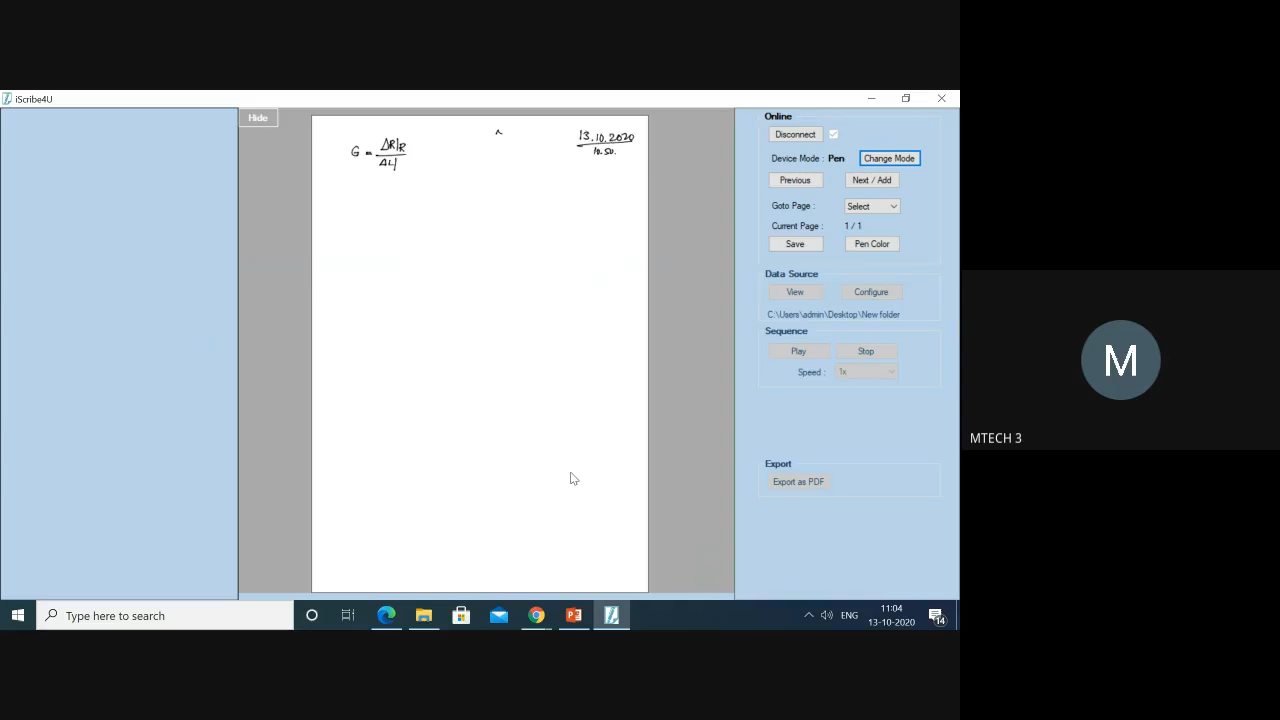 iScribe4U
Hide
G = ΔR/R
ΔL/
13.10.2020
10.50.
Online
Disconnect
Device Mode : Pen
Change Mode
Previous
Next / Add
Goto Page :
Select
Current Page :
1 / 1
Save
Pen Color
Data Source
View
Configure
C:\Users\admin\Desktop\New folder
Sequence
Play
Stop
Speed :
1x
Export
Export as PDF
M
MTECH 3
Type here to search
ENG
11:04
13-10-2020
14